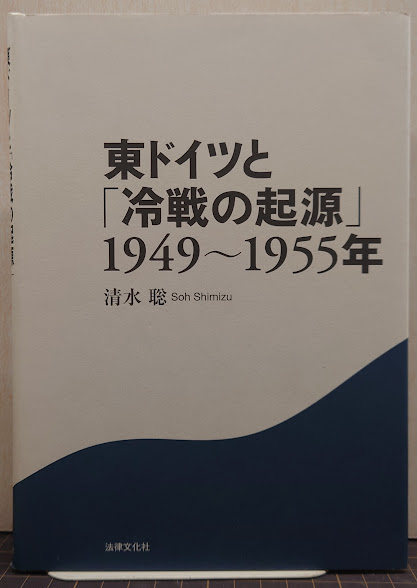 東ドイツと
「冷戦の起源」
1949～1955年
清水 聡 Soh Shimizu
法律文化社